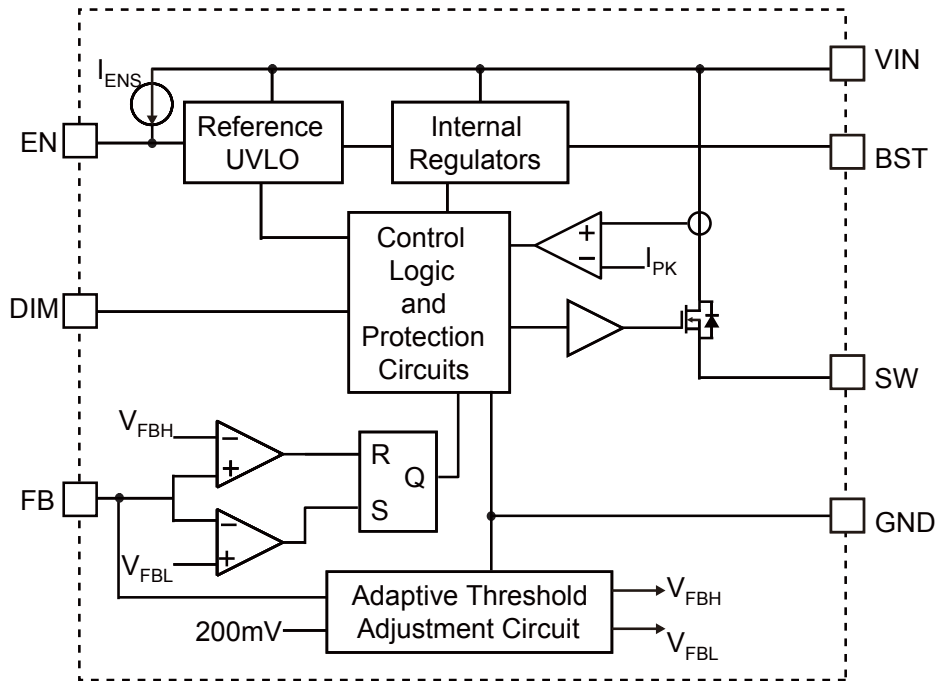 VIN
I_ENS
EN
Reference
UVLO
Internal
Regulators
BST
Control
Logic
and
Protection
Circuits
+
−
I_PK
DIM
SW
V_FBH
−
+
R
Q
S
FB
−
+
V_FBL
GND
Adaptive Threshold
Adjustment Circuit
200mV
V_FBH
V_FBL